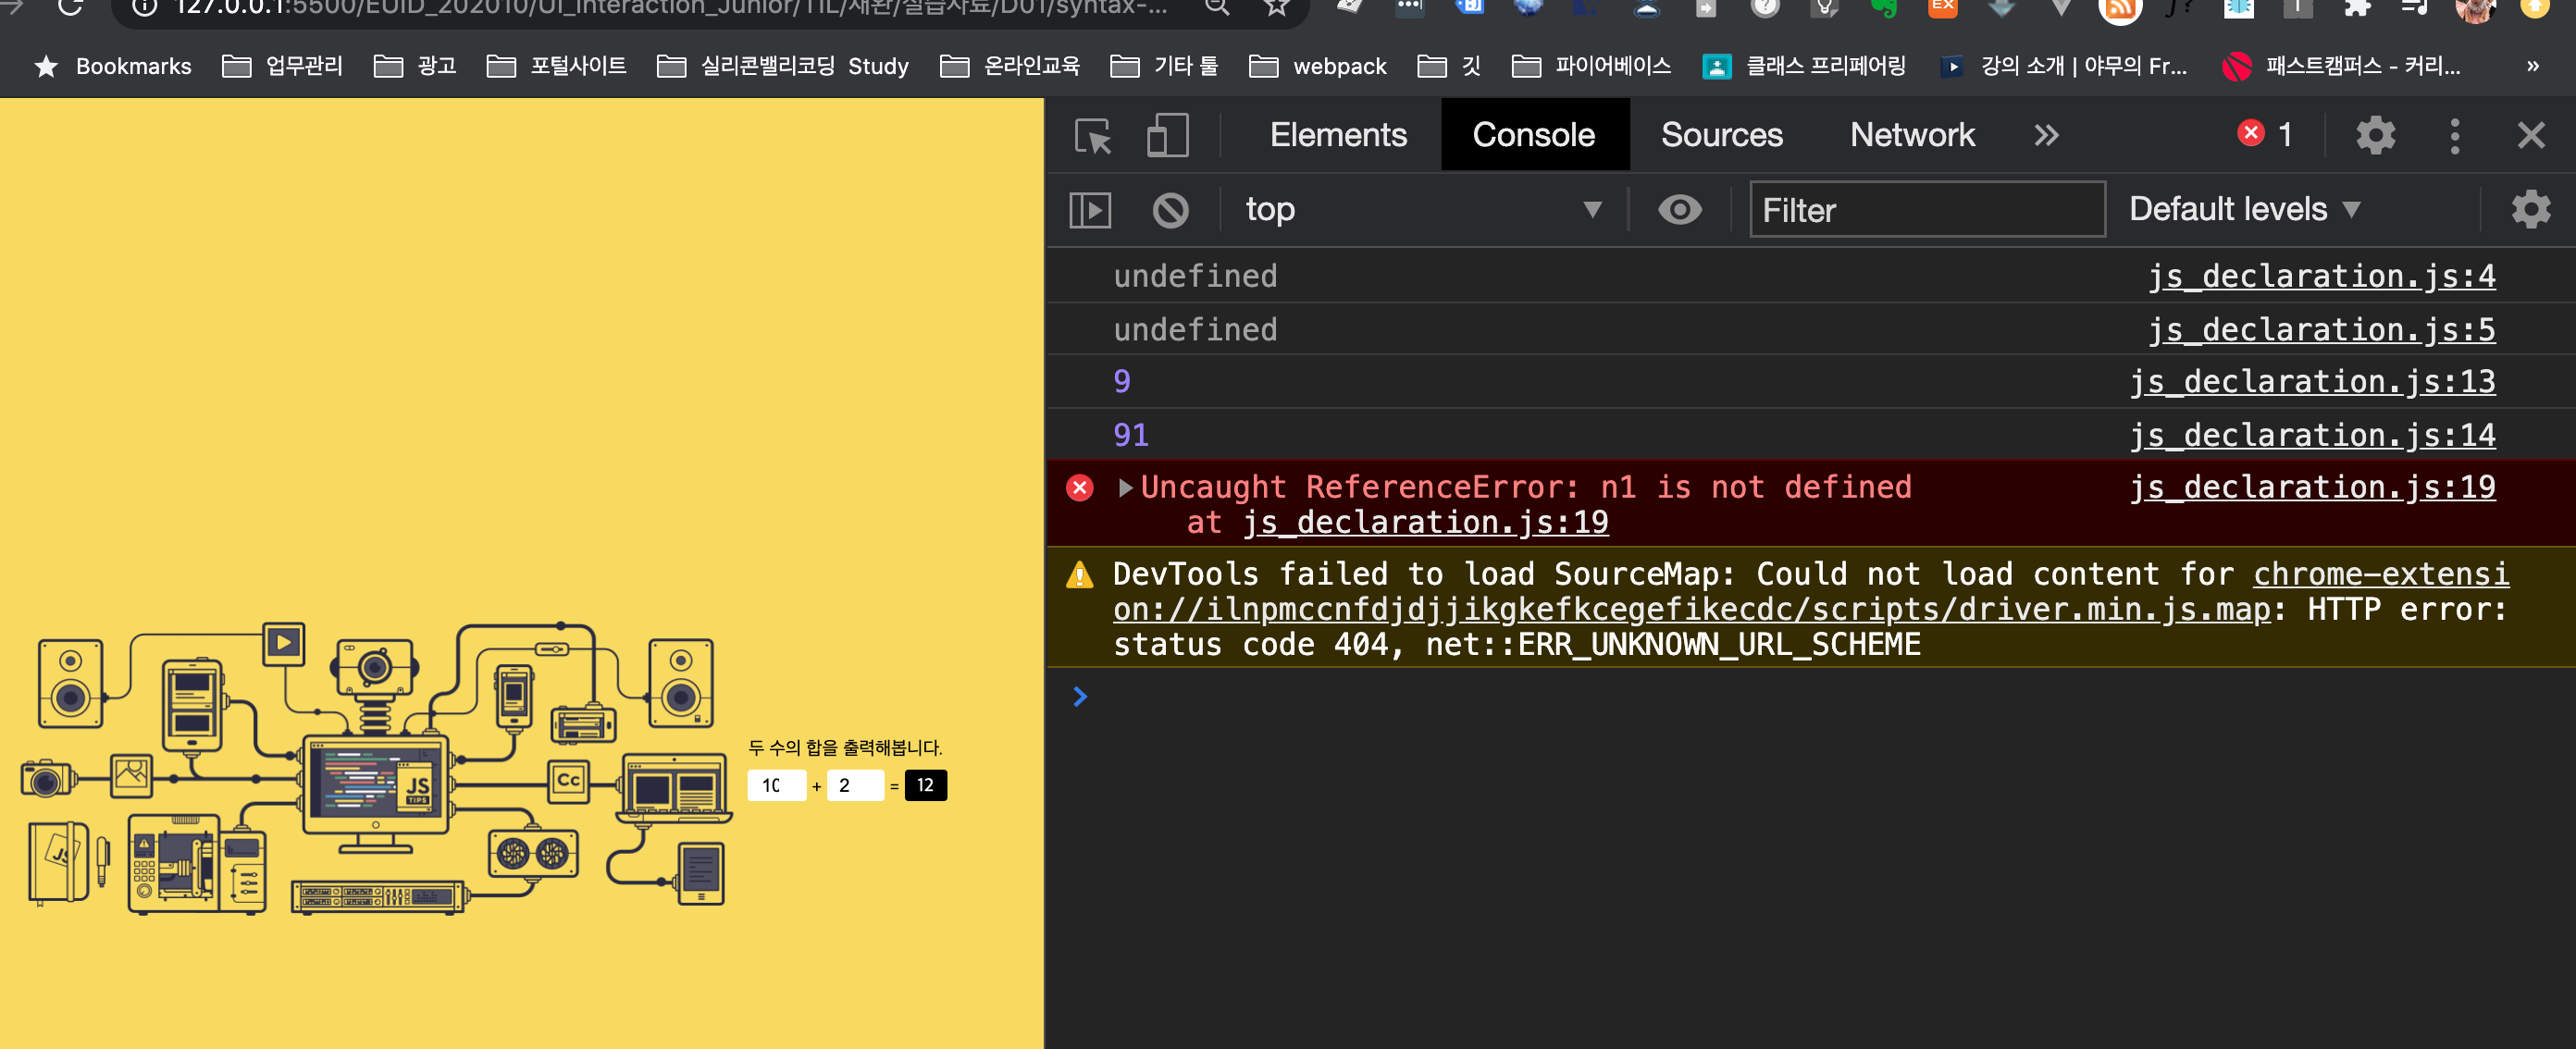 127.0.0.1:5500/EUID_202010/UI_Interaction_Junior/TIL/재환/실습자료/D01/syntax-...
Bookmarks 업무관리 광고 포털사이트 실리콘밸리코딩 Study 온라인교육 기타 툴 webpack 깃 파이어베이스 클래스 프리페어링 강의 소개 | 야무의 Fr... 패스트캠퍼스 - 커리... »
Elements Console Sources Network 1
top Filter Default levels
undefined js_declaration.js:4
undefined js_declaration.js:5
9 js_declaration.js:13
91 js_declaration.js:14
Uncaught ReferenceError: n1 is not defined js_declaration.js:19
at js_declaration.js:19
DevTools failed to load SourceMap: Could not load content for chrome-extensi
on://ilnpmccnfdjdjjikgkefkcegefikecdc/scripts/driver.min.js.map: HTTP error:
status code 404, net::ERR_UNKNOWN_URL_SCHEME
두 수의 합을 출력해봅니다.
10 + 2 = 12
Cc
JS
TIPS
JS